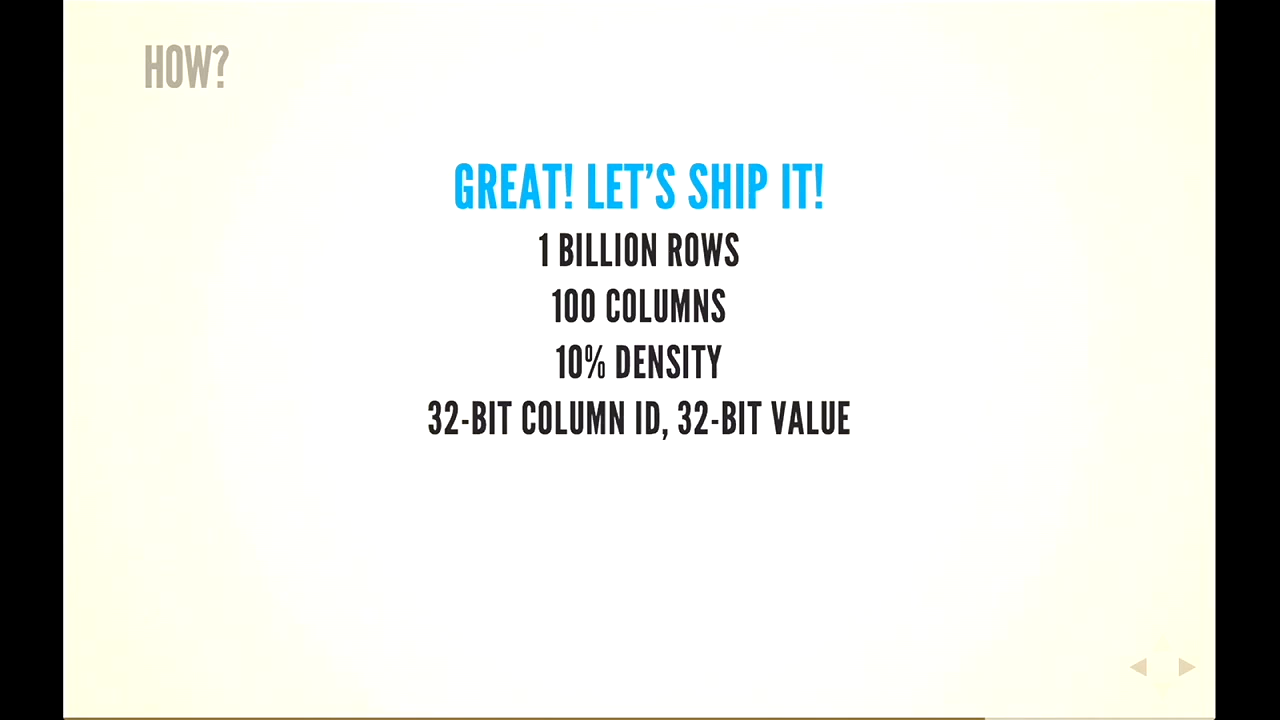 HOW?
GREAT! LET'S SHIP IT!
1 BILLION ROWS
100 COLUMNS
10% DENSITY
32-BIT COLUMN ID, 32-BIT VALUE